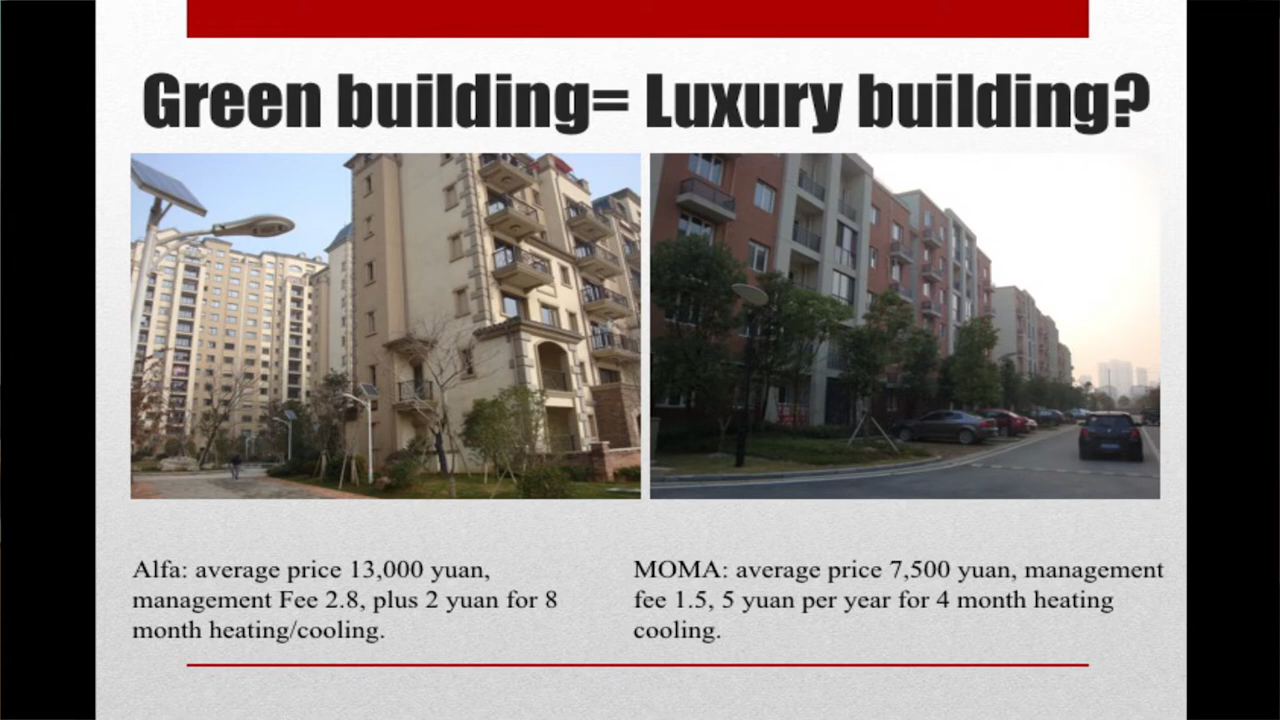 Green building= Luxury building?
Alfa: average price 13,000 yuan,
management Fee 2.8, plus 2 yuan for 8
month heating/cooling.
MOMA: average price 7,500 yuan, management
fee 1.5, 5 yuan per year for 4 month heating
cooling.